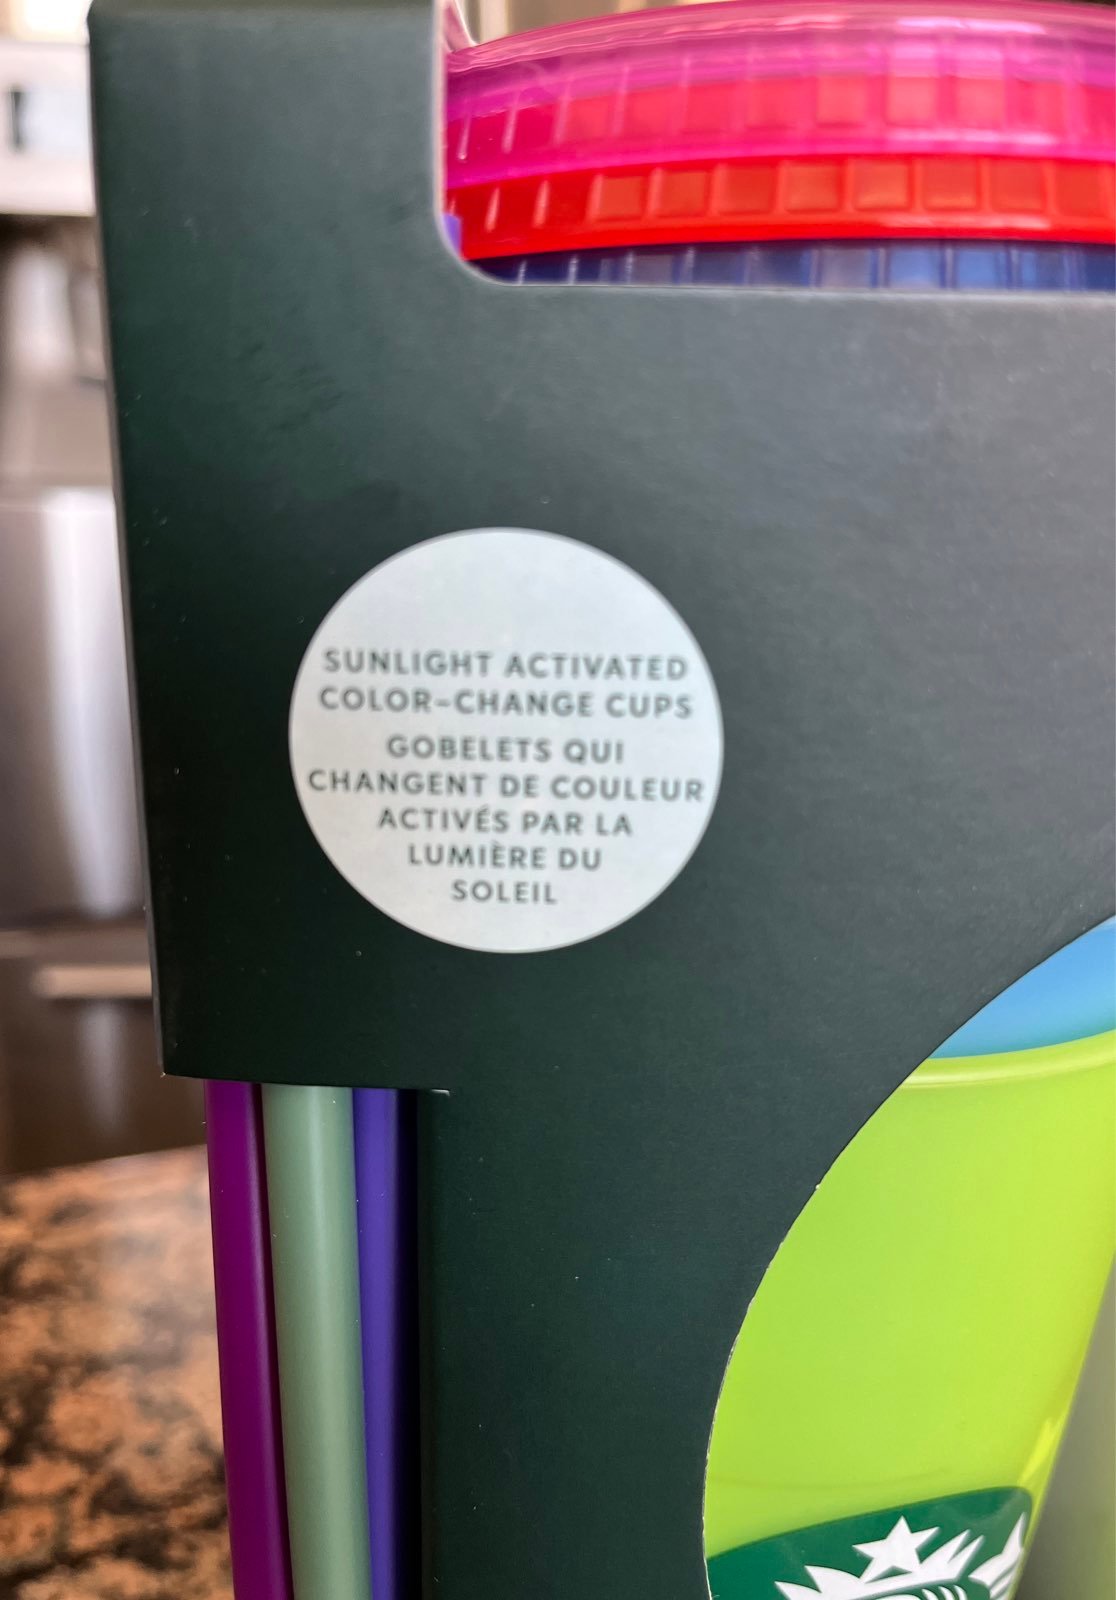 SUNLIGHT ACTIVATED
COLOR-CHANGE CUPS
GOBELETS QUI
CHANGENT DE COULEUR
ACTIVÉS PAR LA
LUMIÈRE DU
SOLEIL